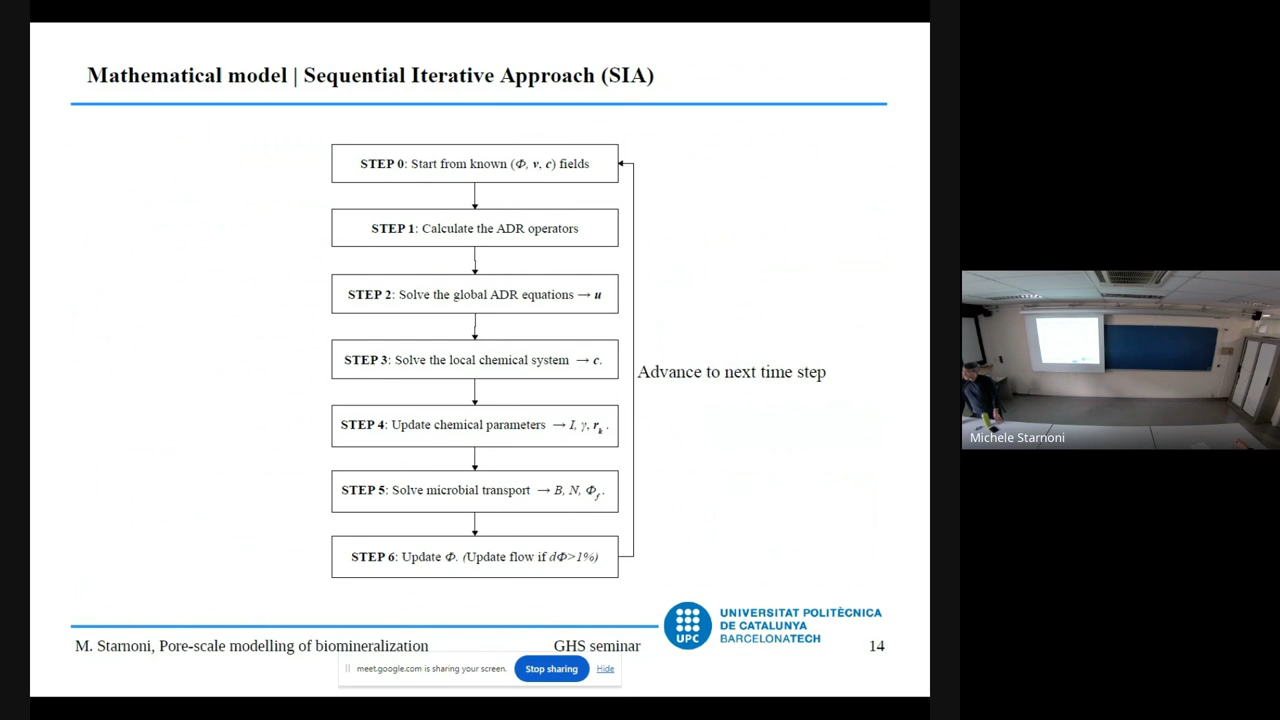 Mathematical model | Sequential Iterative Approach (SIA)
STEP 0: Start from known (Φ, v, c) fields
STEP 1: Calculate the ADR operators
STEP 2: Solve the global ADR equations → u
STEP 3: Solve the local chemical system → c.
Advance to next time step
STEP 4: Update chemical parameters → I, γ, rk .
STEP 5: Solve microbial transport → B, N, Φf.
STEP 6: Update Φ. (Update flow if dΦ>1%)
UPC
UNIVERSITAT POLITÈCNICA
DE CATALUNYA
BARCELONATECH
M. Starnoni, Pore-scale modelling of biomineralization
GHS seminar
14
meet.google.com is sharing your screen.
Stop sharing
Hide
Michele Starnoni